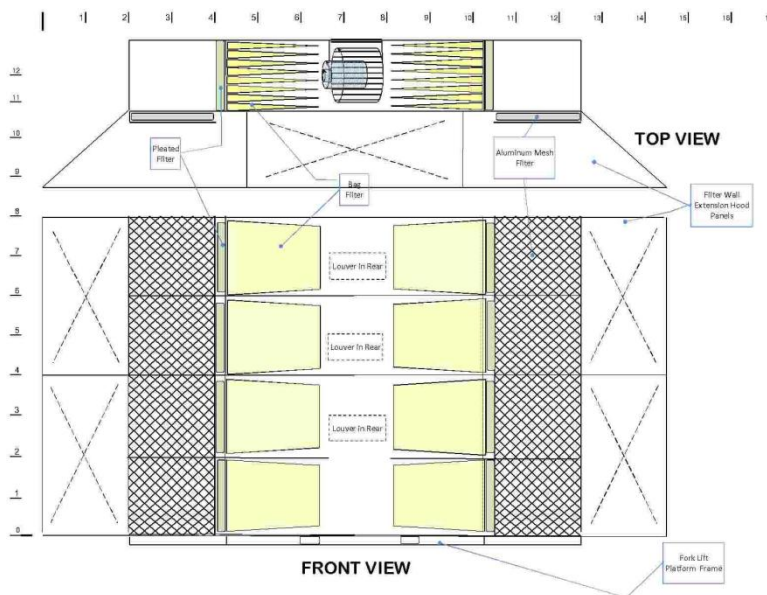 1 2 3 4 5 6 7 8 9 10 11 12 13 14 15 16
12
11
10
9
TOP VIEW
Pleated
Filter
Bag
Filter
Aluminum Mesh
Filter
Filter Wall
Extension Hood
Panels
8
7
Louver In Rear
6
5
Louver In Rear
4
3
Louver In Rear
2
1
0
FRONT VIEW
Fork Lift
Platform Frame